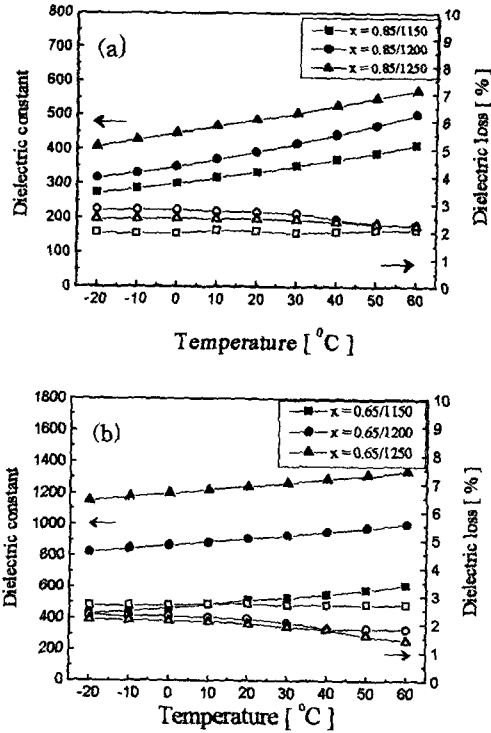 (a)
x = 0.85/1150
x = 0.85/1200
x = 0.85/1250
Dielectric constant
800
700
600
500
400
300
200
100
0
10
9
8
7
6
5
4
3
2
1
0
Dielectric loss [ % ]
-20 -10 0 10 20 30 40 50 60
Temperature [ °C ]
(b)
x = 0.65/1150
x = 0.65/1200
x = 0.65/1250
Dielectric constant
1800
1600
1400
1200
1000
800
600
400
200
0
10
9
8
7
6
5
4
3
2
1
0
Dielectric loss [ % ]
-20 -10 0 10 20 30 40 50 60
Temperature [ °C ]